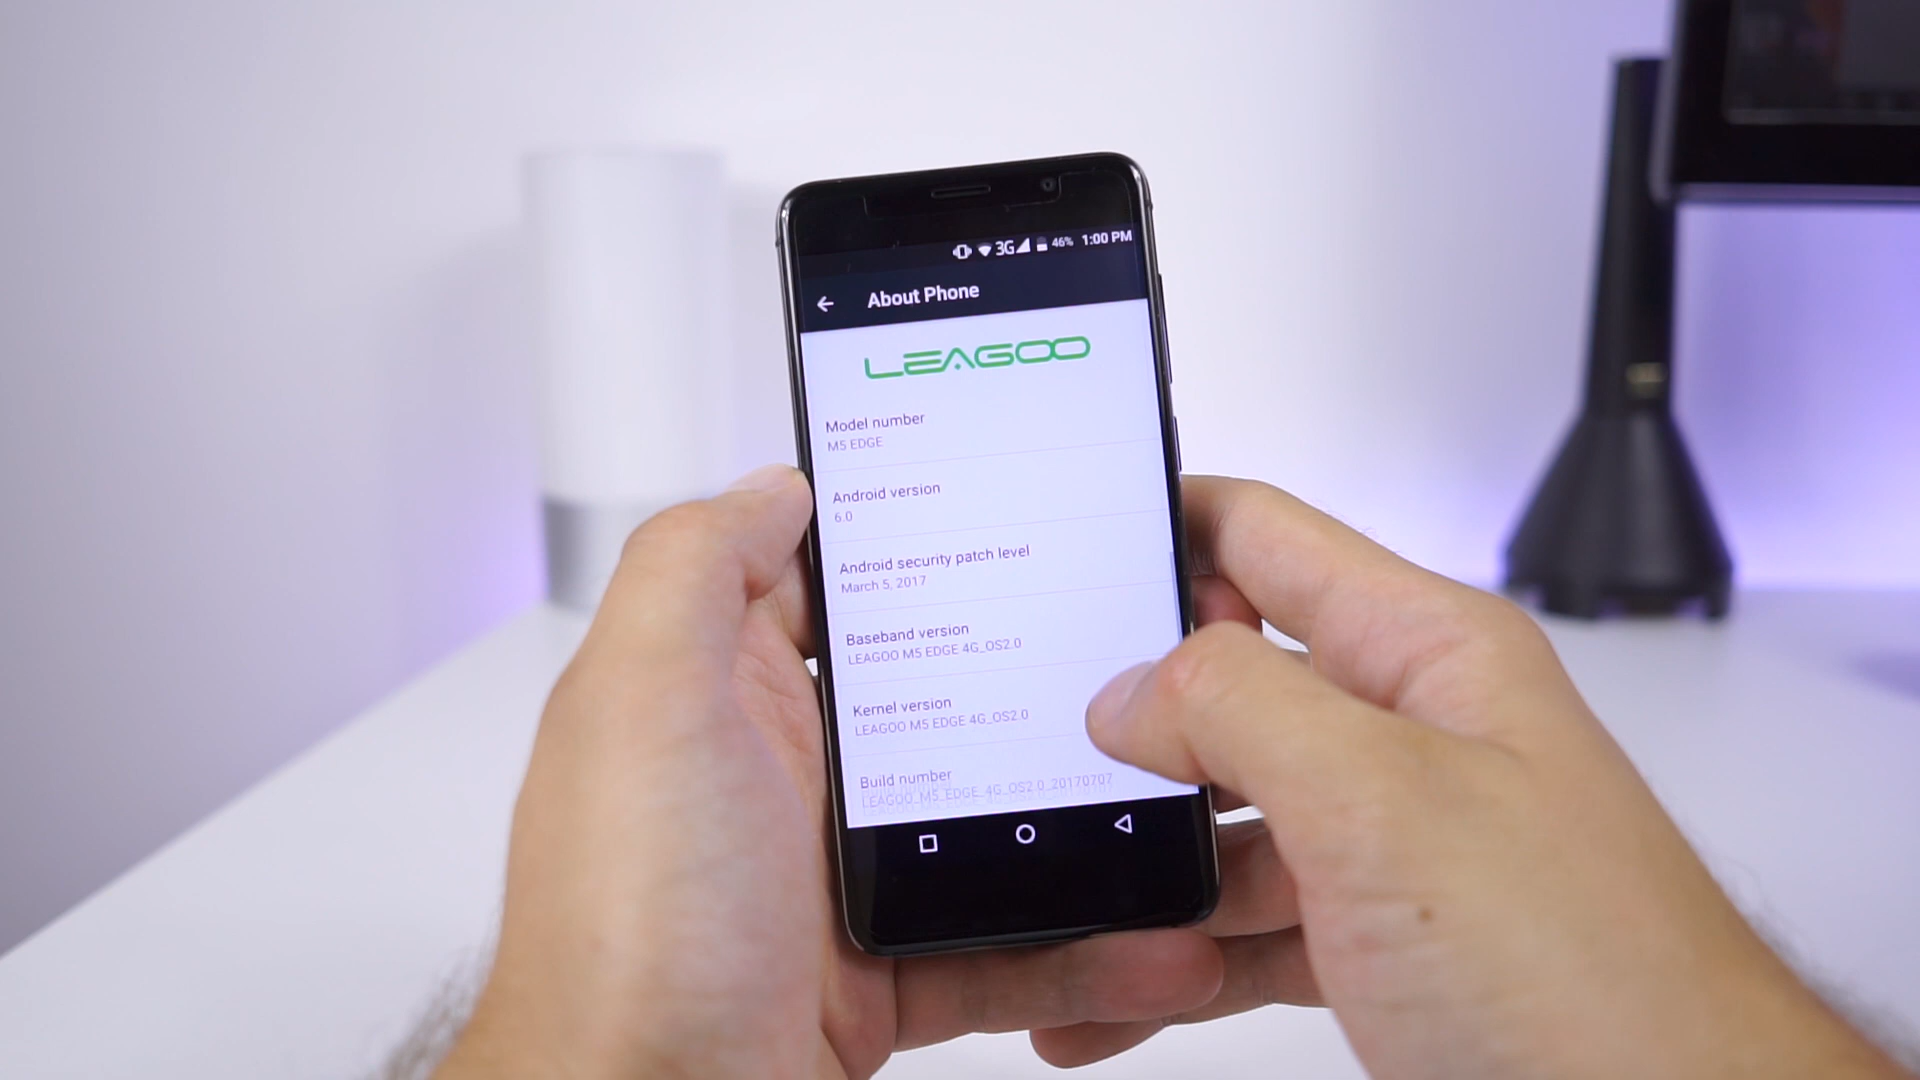 3G 46% 1:00 PM
About Phone
LEAGOO
Model number
M5 EDGE
Android version
6.0
Android security patch level
March 5, 2017
Baseband version
LEAGOO M5 EDGE 4G_OS2.0
Kernel version
LEAGOO M5 EDGE 4G_OS2.0
Build number
LEAGOO_M5_EDGE_4G_OS2.0_20170707